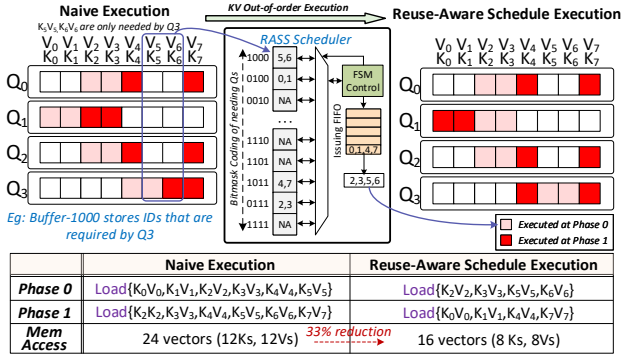 Naive Execution
KV Out-of-order Execution
Reuse-Aware Schedule Execution
K5V5, K6V6 are only needed by Q3
RASS Scheduler
V0 V1 V2 V3 V4 V5 V6 V7
K0 K1 K2 K3 K4 K5 K6 K7
Q0
Q1
Q2
Q3
Eg: Buffer-1000 stores IDs that are
required by Q3
Bitmask Coding of needing Qs
1000 5,6
0100 0,1
0010 NA
...
1110 NA
1101 NA
1011 4,7
0111 2,3
1111 NA
FSM
Control
Issuing FIFO
0,1,4,7
2,3,5,6
V0 V1 V2 V3 V4 V5 V6 V7
K0 K1 K2 K3 K4 K5 K6 K7
Q0
Q1
Q2
Q3
Executed at Phase 0
Executed at Phase 1
Naive Execution Reuse-Aware Schedule Execution
Phase 0 Load{K0V0,K1V1,K2V2,K3V3,K4V4,K5V5} Load{K2V2,K3V3,K5V5,K6V6}
Phase 1 Load{K2K2,K3V3,K4V4,K5V5,K6V6,K7V7} Load{K0V0,K1V1,K4V4,K7V7}
Mem
Access
24 vectors (12Ks, 12Vs) 33% reduction 16 vectors (8 Ks, 8Vs)